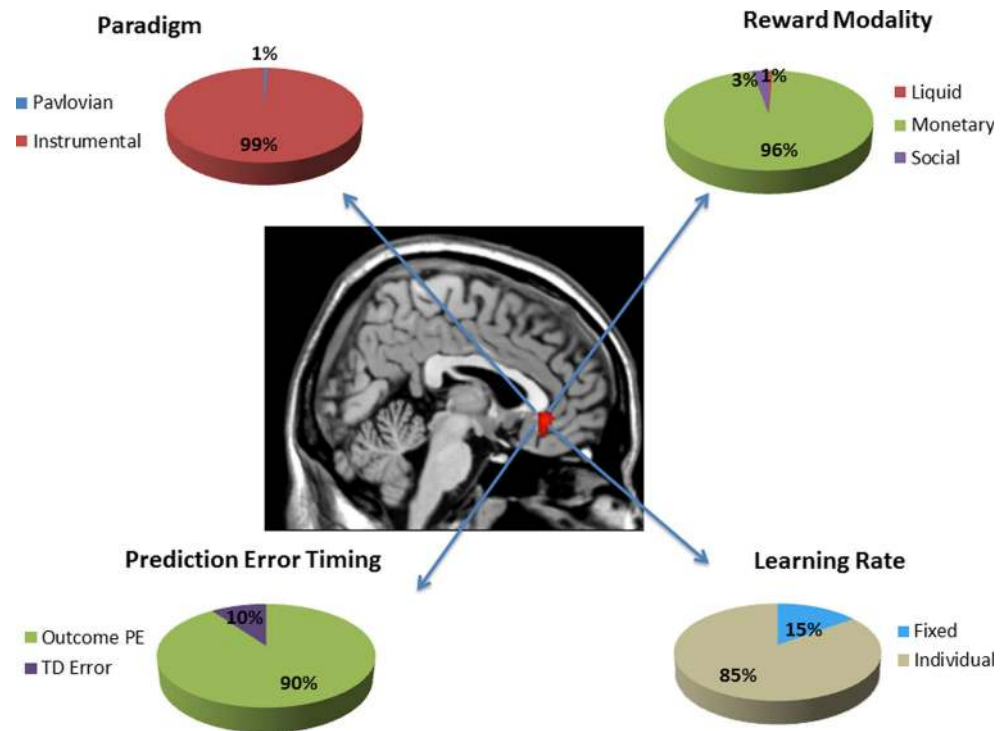 Paradigm
1%
Pavlovian
Instrumental
99%
Reward Modality
3% 1%
Liquid
Monetary
Social
96%
Prediction Error Timing
10%
Outcome PE
TD Error
90%
Learning Rate
15%
Fixed
Individual
85%